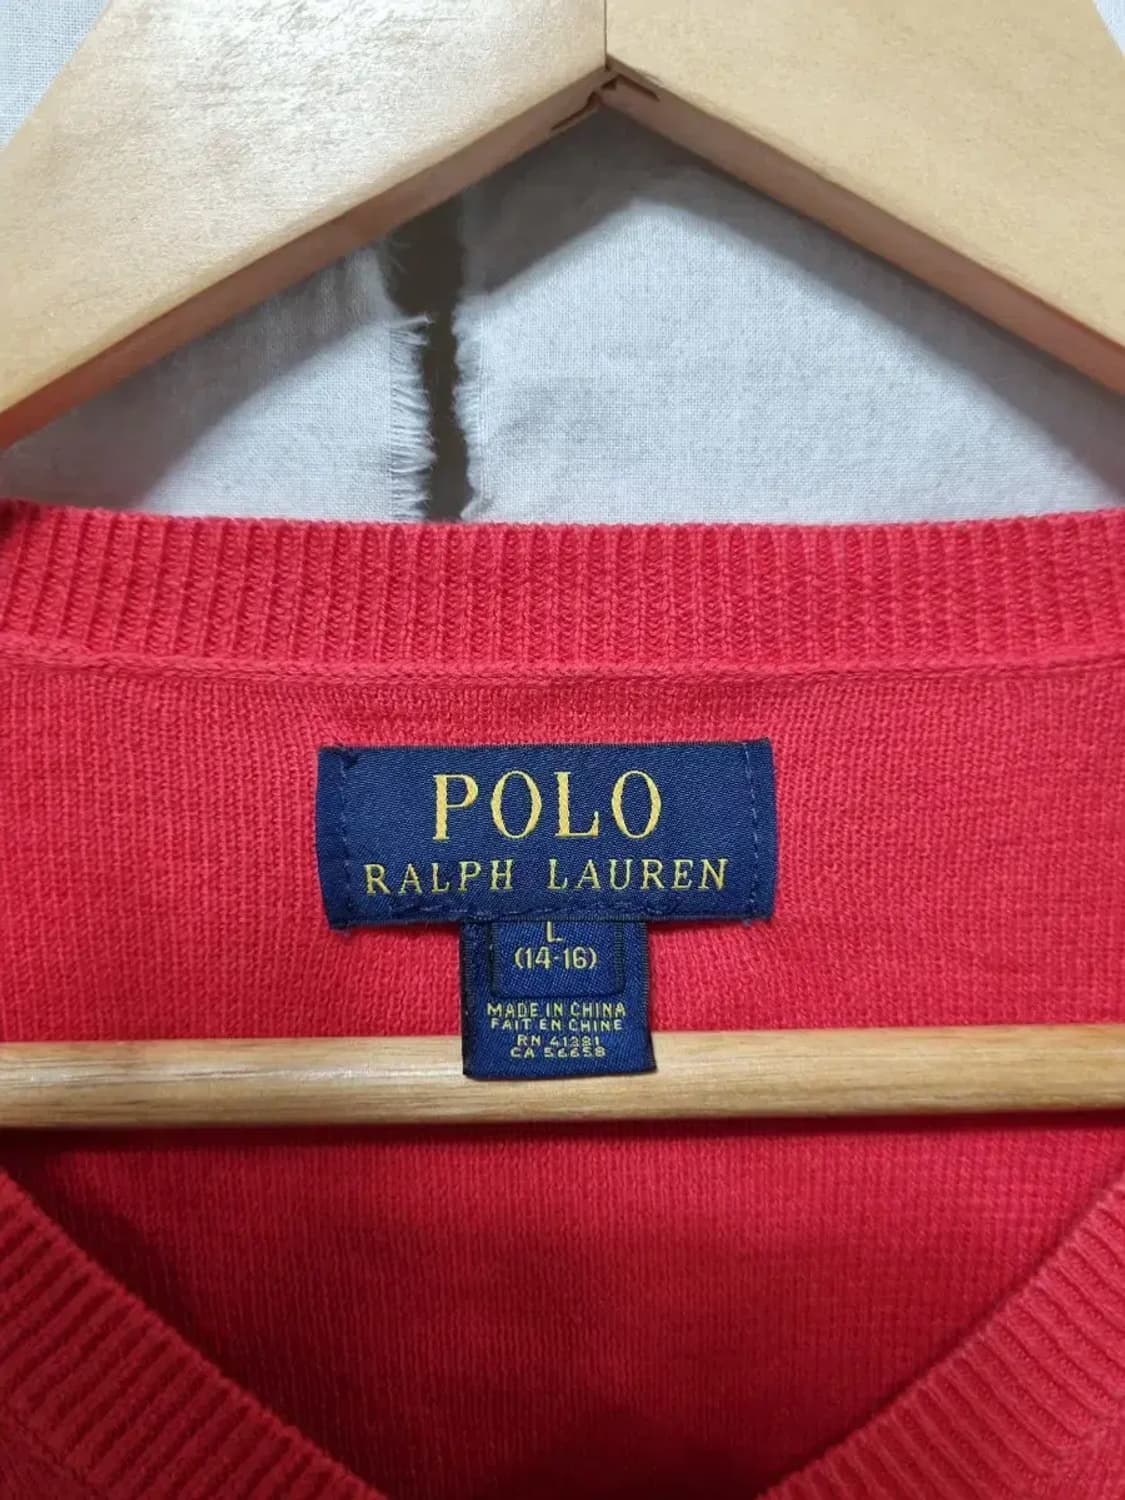 POLO
RALPH LAUREN
L
(14-16)
MADE IN CHINA
FAIT EN CHINE
RN 41381
CA 56658